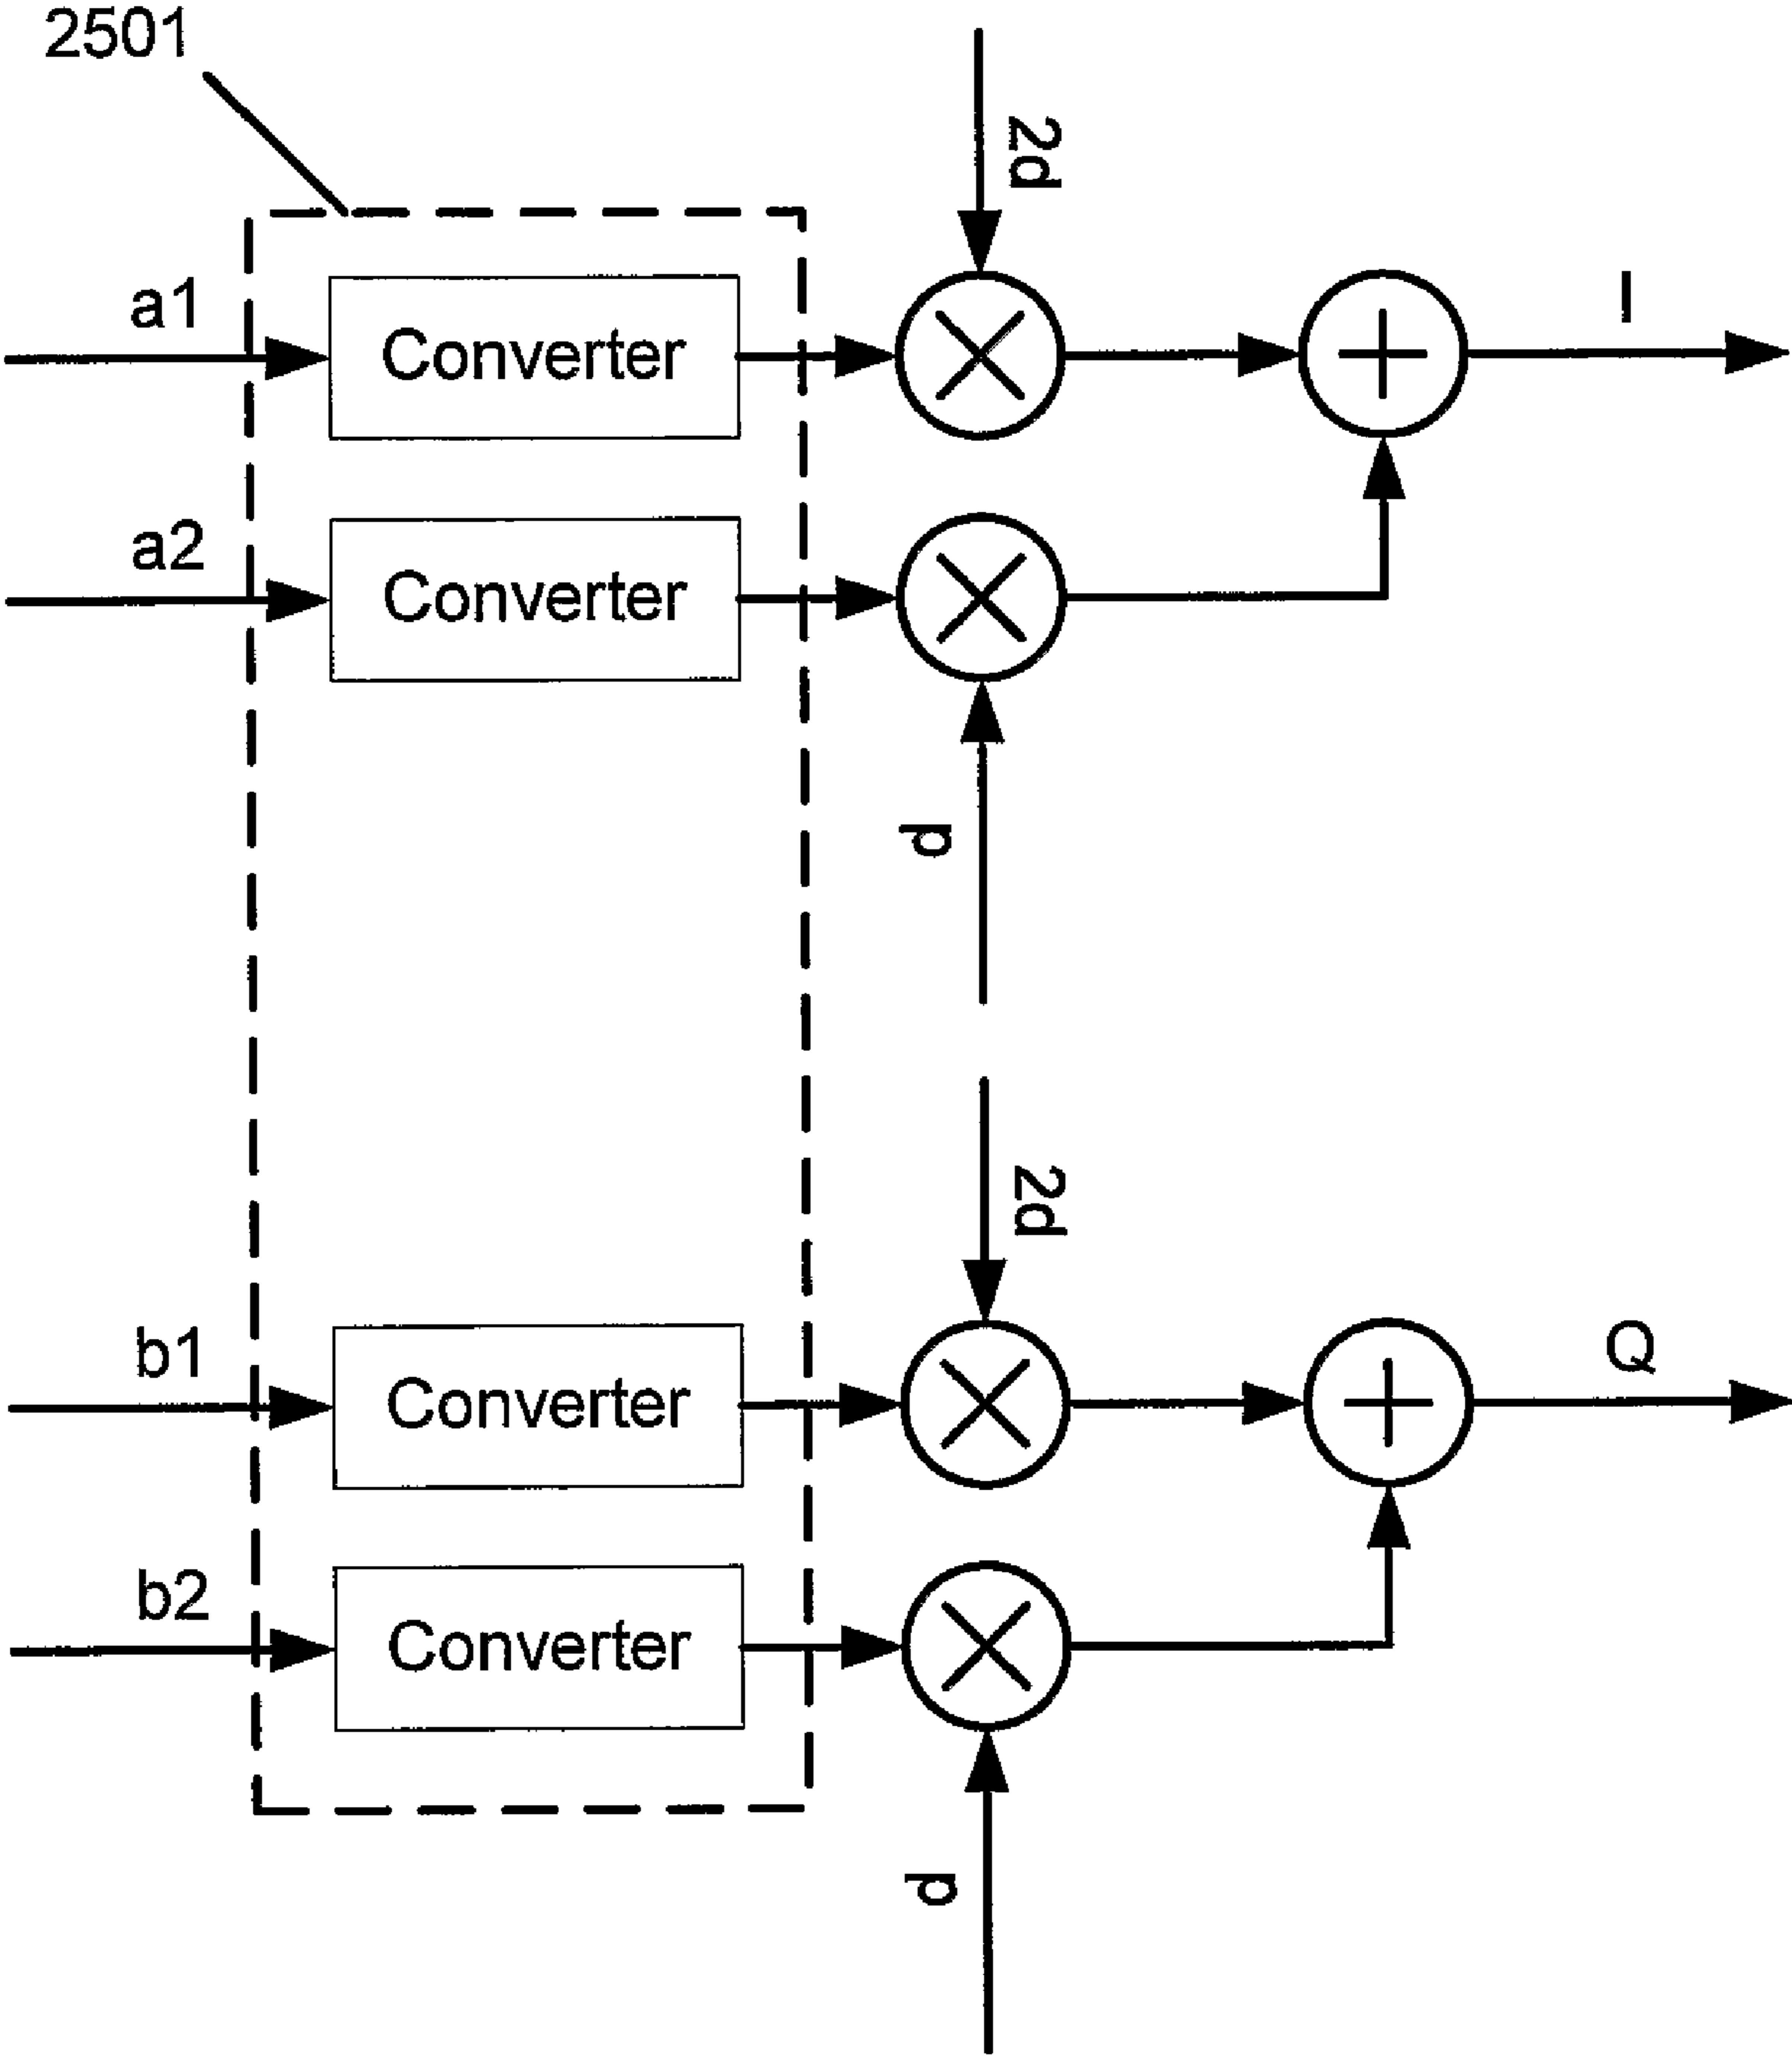 2501
2d
a1
Converter
I
a2
Converter
d
2d
b1
Converter
Q
b2
Converter
d